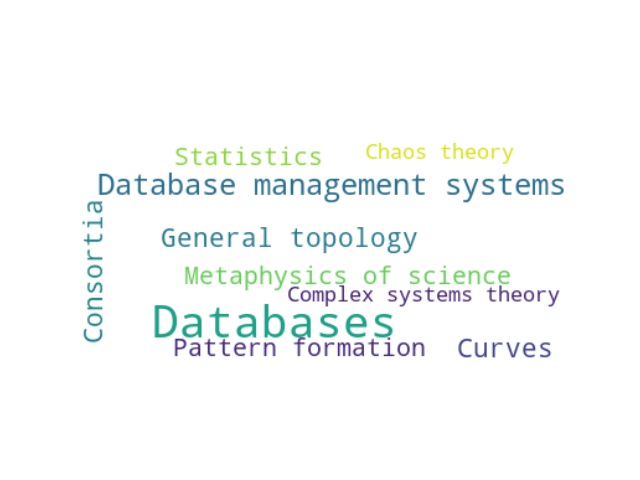 Statistics
Chaos theory
Database management systems
Consortia
General topology
Metaphysics of science
Complex systems theory
Databases
Pattern formation
Curves